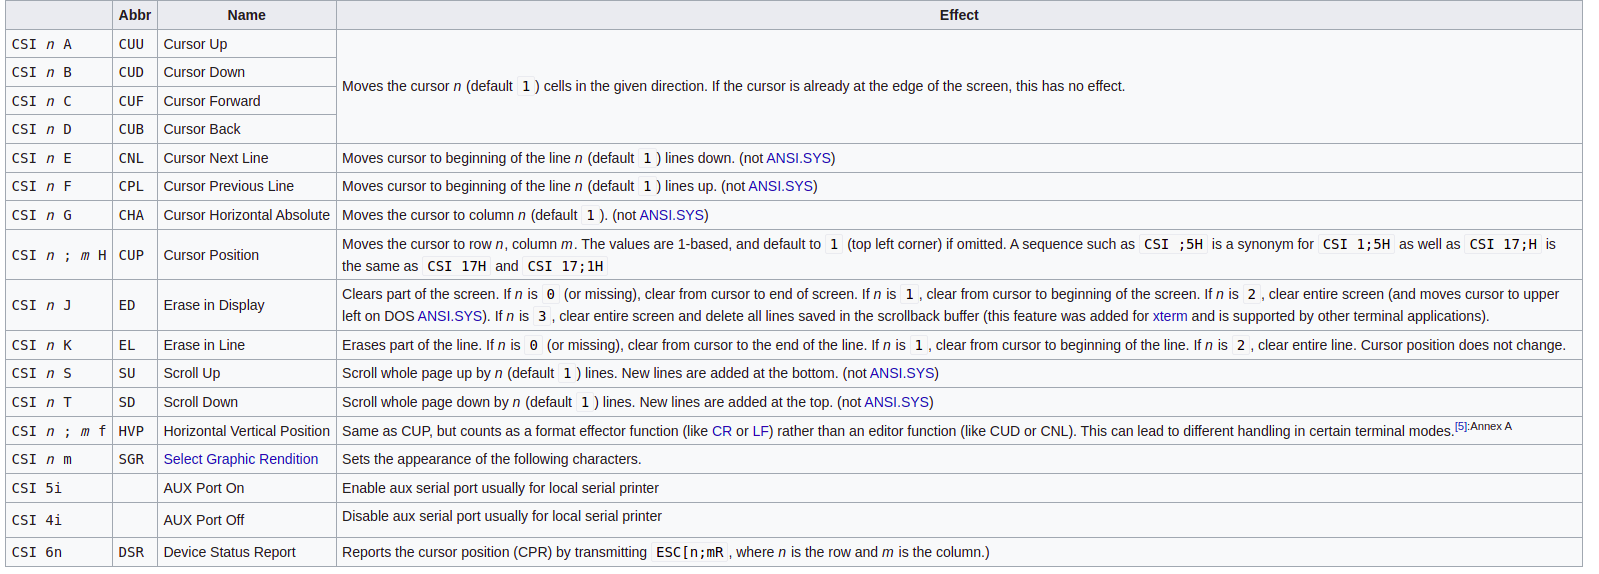 Abbr Name Effect
CSI n A CUU Cursor Up
CSI n B CUD Cursor Down
Moves the cursor n (default 1 ) cells in the given direction. If the cursor is already at the edge of the screen, this has no effect.
CSI n C CUF Cursor Forward
CSI n D CUB Cursor Back
CSI n E CNL Cursor Next Line Moves cursor to beginning of the line n (default 1 ) lines down. (not ANSI.SYS)
CSI n F CPL Cursor Previous Line Moves cursor to beginning of the line n (default 1 ) lines up. (not ANSI.SYS)
CSI n G CHA Cursor Horizontal Absolute Moves the cursor to column n (default 1 ). (not ANSI.SYS)
CSI n ; m H CUP Cursor Position Moves the cursor to row n, column m. The values are 1-based, and default to 1 (top left corner) if omitted. A sequence such as CSI ;5H is a synonym for CSI 1;5H as well as CSI 17;H is
the same as CSI 17H and CSI 17;1H
CSI n J ED Erase in Display Clears part of the screen. If n is 0 (or missing), clear from cursor to end of screen. If n is 1 , clear from cursor to beginning of the screen. If n is 2 , clear entire screen (and moves cursor to upper
left on DOS ANSI.SYS). If n is 3 , clear entire screen and delete all lines saved in the scrollback buffer (this feature was added for xterm and is supported by other terminal applications).
CSI n K EL Erase in Line Erases part of the line. If n is 0 (or missing), clear from cursor to the end of the line. If n is 1 , clear from cursor to beginning of the line. If n is 2 , clear entire line. Cursor position does not change.
CSI n S SU Scroll Up Scroll whole page up by n (default 1 ) lines. New lines are added at the bottom. (not ANSI.SYS)
CSI n T SD Scroll Down Scroll whole page down by n (default 1 ) lines. New lines are added at the top. (not ANSI.SYS)
CSI n ; m f HVP Horizontal Vertical Position Same as CUP, but counts as a format effector function (like CR or LF) rather than an editor function (like CUD or CNL). This can lead to different handling in certain terminal modes.[5]:Annex A
CSI n m SGR Select Graphic Rendition Sets the appearance of the following characters.
CSI 5i AUX Port On Enable aux serial port usually for local serial printer
CSI 4i AUX Port Off Disable aux serial port usually for local serial printer
CSI 6n DSR Device Status Report Reports the cursor position (CPR) by transmitting ESC[n;mR , where n is the row and m is the column.)